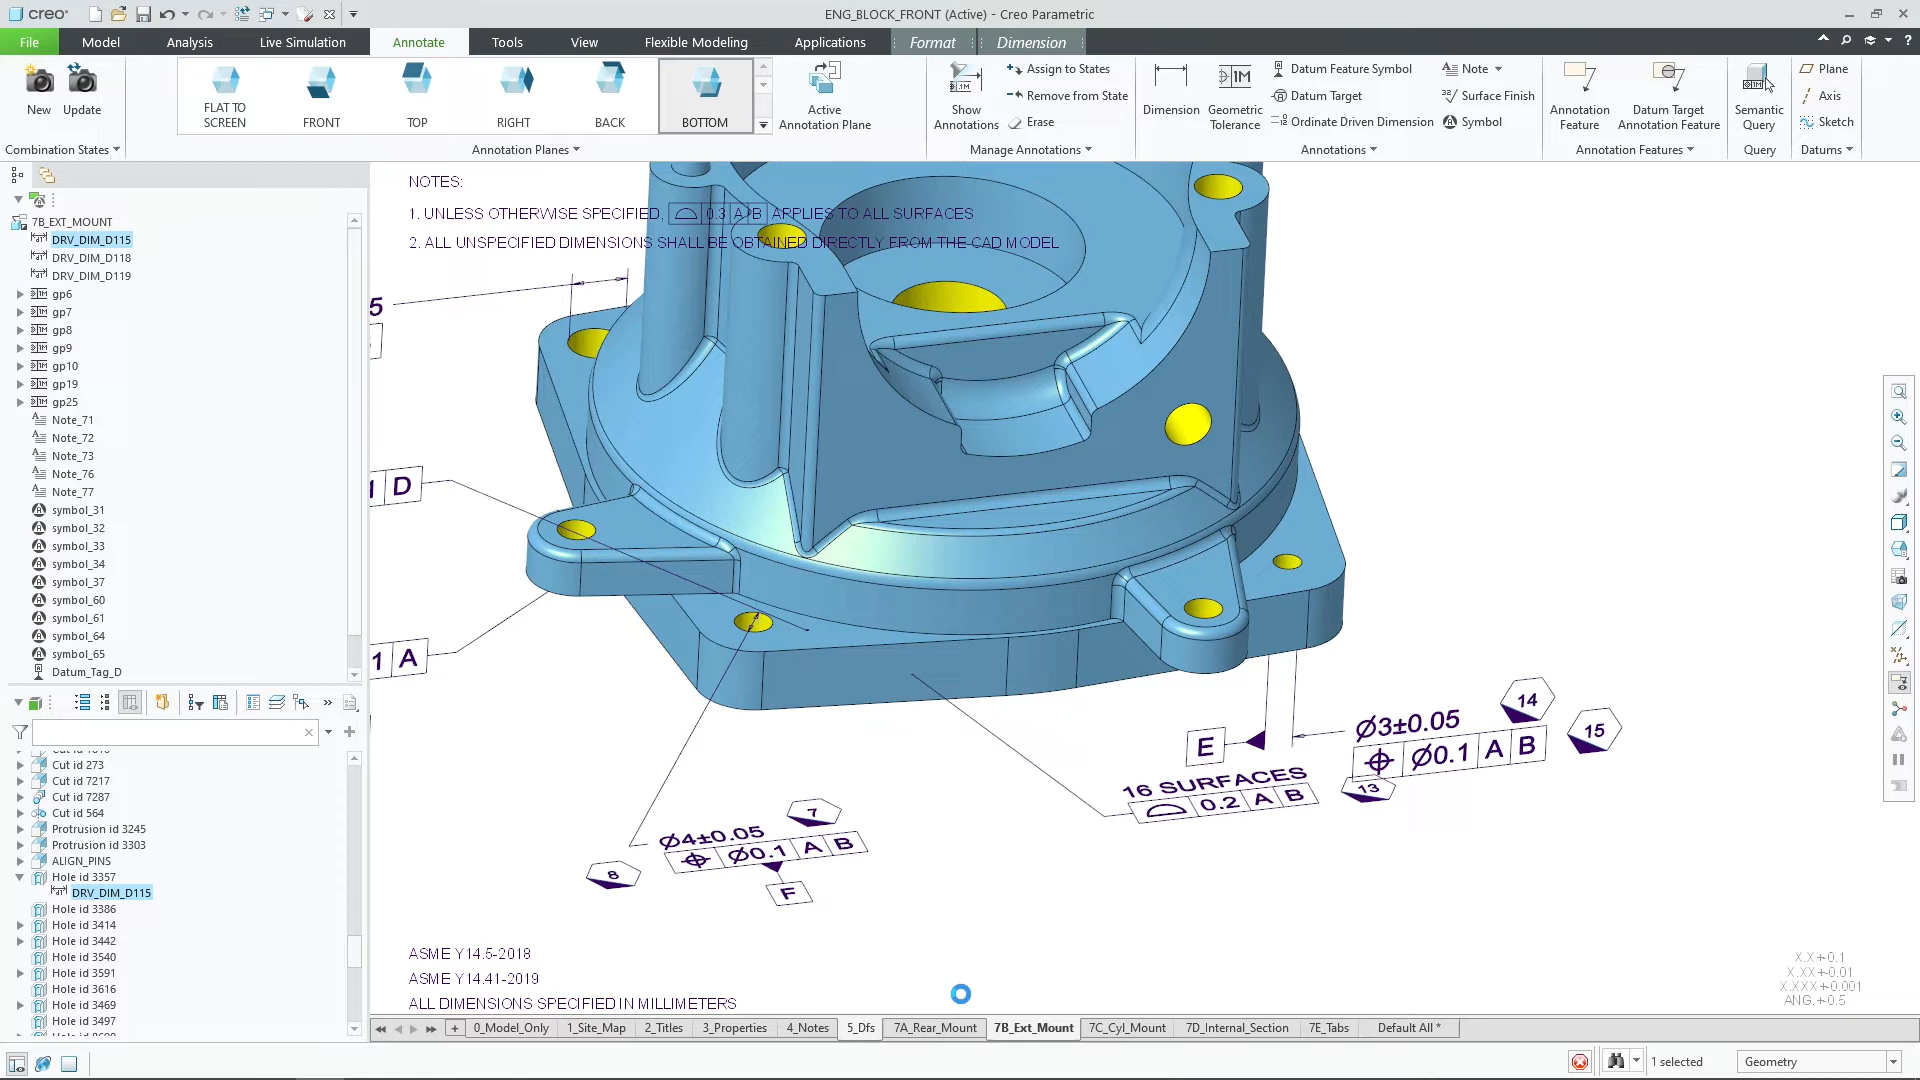 creo
ENG_BLOCK_FRONT (Active) - Creo Parametric
File Model Analysis Live Simulation Annotate Tools View Flexible Modeling Applications Format Dimension
New Update
Combination States
FLAT TO SCREEN
FRONT
TOP
RIGHT
BACK
BOTTOM
Active Annotation Plane
Annotation Planes
Show Annotations
Assign to States
Remove from State
Erase
Manage Annotations
Dimension
Geometric Tolerance
Datum Feature Symbol
Datum Target
Ordinate Driven Dimension
Note
Surface Finish
Symbol
Annotations
Annotation Feature
Datum Target Annotation Feature
Annotation Features
Semantic Query
Query
Plane
Axis
Sketch
Datums
7B_EXT_MOUNT
DRV_DIM_D115
DRV_DIM_D118
DRV_DIM_D119
gp6
gp7
gp8
gp9
gp10
gp19
gp25
Note_71
Note_72
Note_73
Note_76
Note_77
symbol_31
symbol_32
symbol_33
symbol_34
symbol_37
symbol_60
symbol_61
symbol_64
symbol_65
Datum_Tag_D
Cut id 273
Cut id 7217
Cut id 7287
Cut id 564
Protrusion id 3245
Protrusion id 3303
ALIGN_PINS
Hole id 3357
DRV_DIM_D115
Hole id 3386
Hole id 3414
Hole id 3442
Hole id 3540
Hole id 3591
Hole id 3616
Hole id 3469
Hole id 3497
NOTES:
1. UNLESS OTHERWISE SPECIFIED, ⌓ 0.3 A B APPLIES TO ALL SURFACES
2. ALL UNSPECIFIED DIMENSIONS SHALL BE OBTAINED DIRECTLY FROM THE CAD MODEL
5
1 D
1 A
14
Ø3±0.05
15
E
⌖ Ø0.1 A B
16 SURFACES
13
⌓ 0.2 A B
7
Ø4±0.05
⌖ Ø0.1 A B
8
F
ASME Y14.5-2018
ASME Y14.41-2019
ALL DIMENSIONS SPECIFIED IN MILLIMETERS
X.X+-0.1
X.XX+-0.01
X.XXX+-0.001
ANG.+-0.5
0_Model_Only 1_Site_Map 2_Titles 3_Properties 4_Notes 5_Dfs 7A_Rear_Mount 7B_Ext_Mount 7C_Cyl_Mount 7D_Internal_Section 7E_Tabs Default All *
1 selected
Geometry